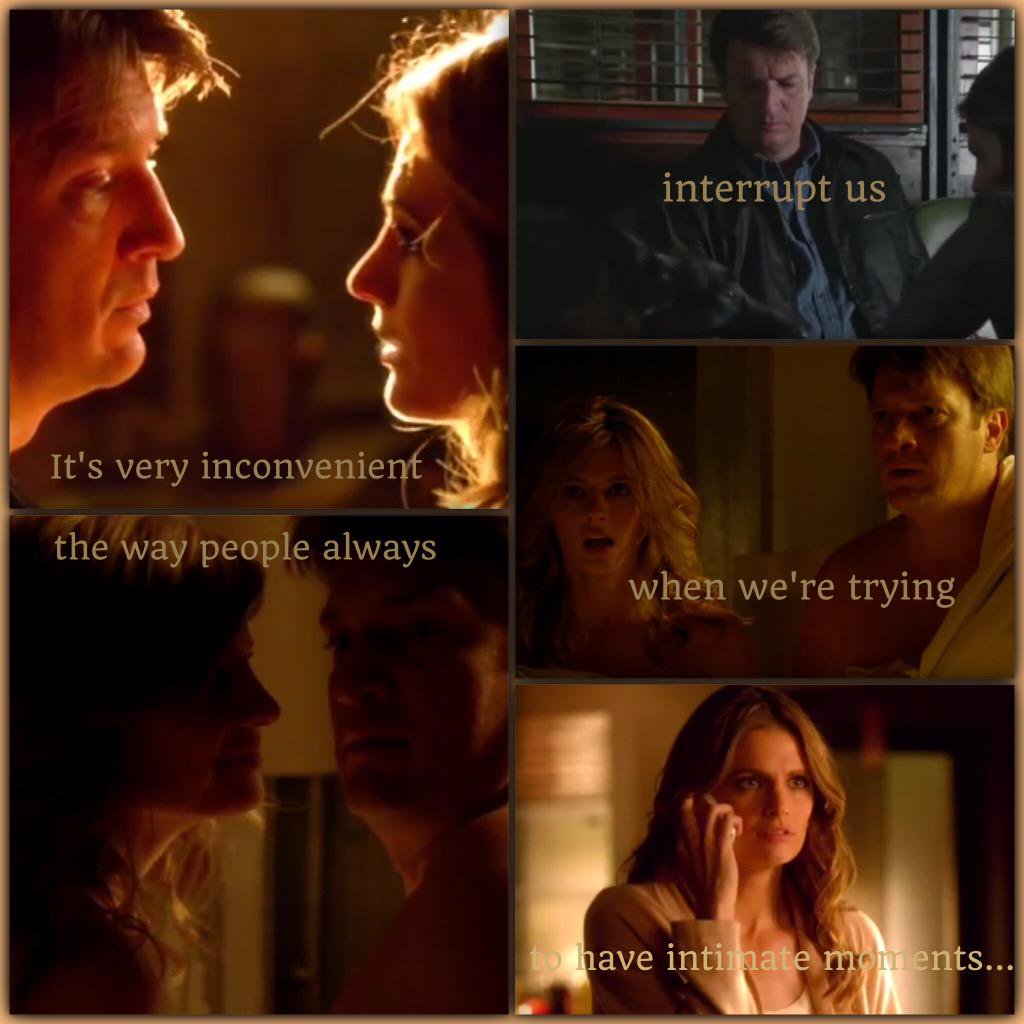 It's very inconvenient
the way people always
interrupt us
when we're trying
to have intimate moments...